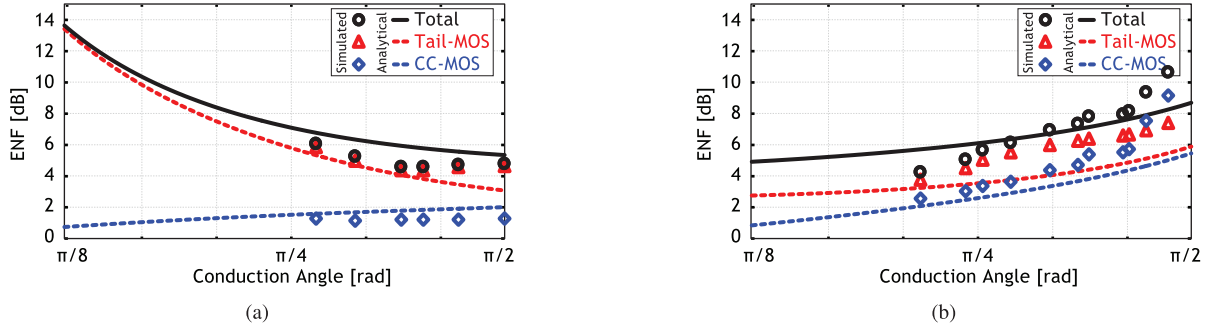 14
12
10
8
6
4
2
0
ENF [dB]
Simulated
Analytical
Total
Tail-MOS
CC-MOS
π/8
π/4
π/2
Conduction Angle [rad]
(a)
14
12
10
8
6
4
2
0
ENF [dB]
Simulated
Analytical
Total
Tail-MOS
CC-MOS
π/8
π/4
π/2
Conduction Angle [rad]
(b)